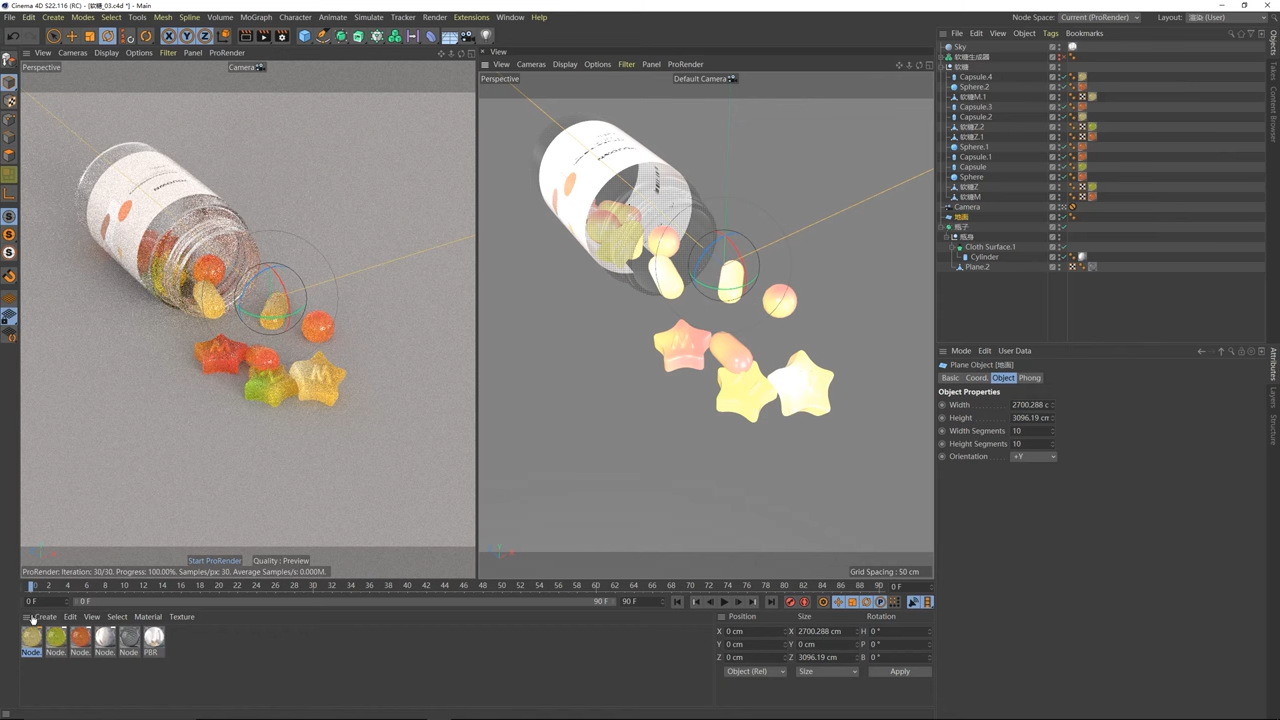 Cinema 4D S22.116 (RC) - [软糖_03.c4d *] - Main
File Edit Create Modes Select Tools Mesh Spline Volume MoGraph Character Animate Simulate Tracker Render Extensions Window Help
Node Space: Current (ProRender) Layout: 渲染 (User)
View Cameras Display Options Filter Panel ProRender
Perspective
Camera
Start ProRender
Quality : Preview
ProRender: Iteration: 30/30. Progress: 100.00%. Samples/px: 30. Average Samples/s: 0.000M.
View
View Cameras Display Options Filter Panel ProRender
Perspective
Default Camera
Grid Spacing : 50 cm
File Edit View Object Tags Bookmarks
Sky
软糖生成器
软糖
Capsule.4
Sphere.2
软糖M.1
Capsule.3
Capsule.2
软糖Z.2
软糖Z.1
Sphere.1
Capsule.1
Capsule
Sphere
软糖Z
软糖M
Camera
地面
瓶子
瓶身
Cloth Surface.1
Cylinder
Plane.2
Objects
Takes
Content Browser
Mode Edit User Data
Plane Object [地面]
Basic Coord. Object Phong
Object Properties
Width 2700.288 c
Height 3096.19 cm
Width Segments 10
Height Segments 10
Orientation +Y
Attributes
Layers
Structure
0 2 4 6 8 10 12 14 16 18 20 22 24 26 28 30 32 34 36 38 40 42 44 46 48 50 52 54 56 58 60 62 64 66 68 70 72 74 76 78 80 82 84 86 88 90 0 F
0 F 0 F 90 F 90 F
Create Edit View Select Material Texture
Node. Node. Node. Node. Node. PBR
Position Size Rotation
X 0 cm X 2700.288 cm H 0 °
Y 0 cm Y 0 cm P 0 °
Z 0 cm Z 3096.19 cm B 0 °
Object (Rel) Size Apply